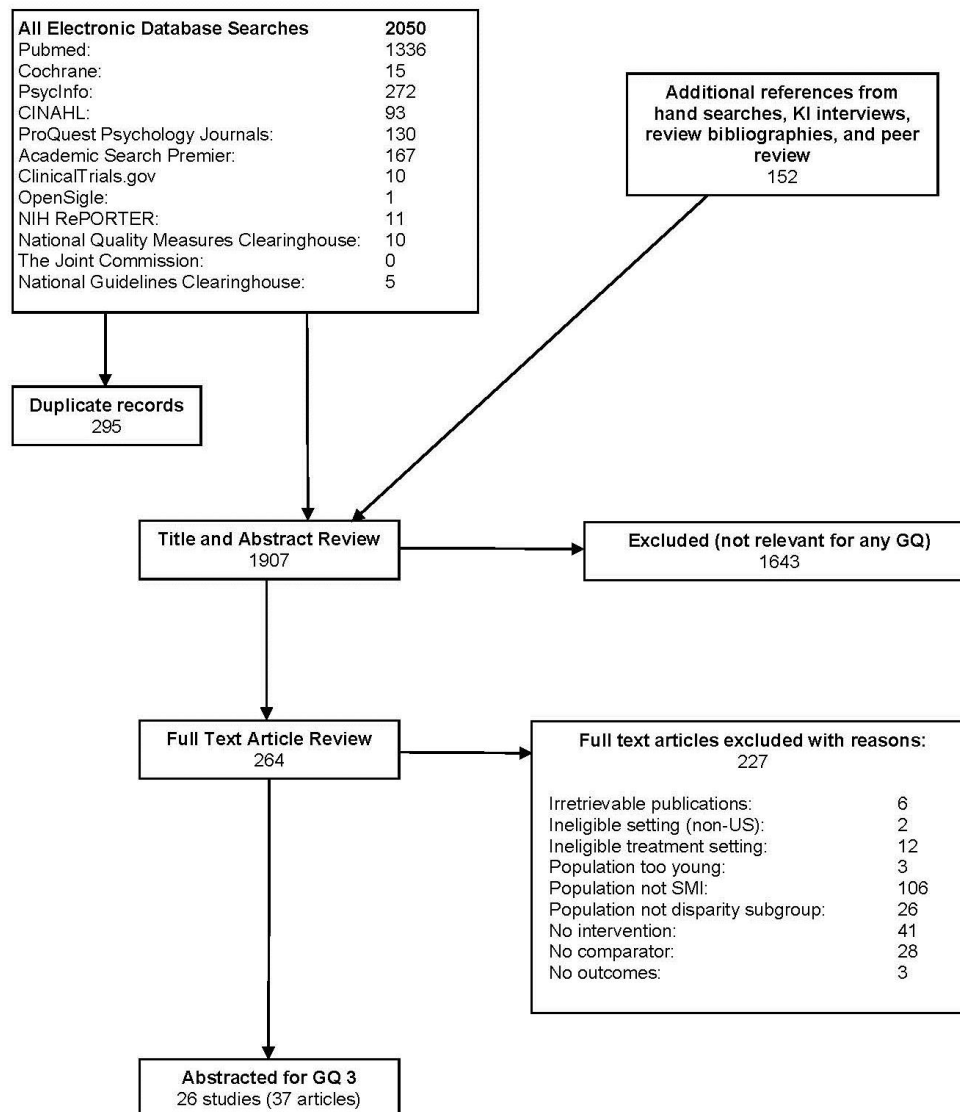 All Electronic Database Searches 2050
Pubmed: 1336
Cochrane: 15
PsycInfo: 272
CINAHL: 93
ProQuest Psychology Journals: 130
Academic Search Premier: 167
ClinicalTrials.gov 10
OpenSigle: 1
NIH RePORTER: 11
National Quality Measures Clearinghouse: 10
The Joint Commission: 0
National Guidelines Clearinghouse: 5
Additional references from
hand searches, KI interviews,
review bibliographies, and peer
review
152
Duplicate records
295
Title and Abstract Review
1907
Excluded (not relevant for any GQ)
1643
Full Text Article Review
264
Full text articles excluded with reasons:
227
Irretrievable publications: 6
Ineligible setting (non-US): 2
Ineligible treatment setting: 12
Population too young: 3
Population not SMI: 106
Population not disparity subgroup: 26
No intervention: 41
No comparator: 28
No outcomes: 3
Abstracted for GQ 3
26 studies (37 articles)